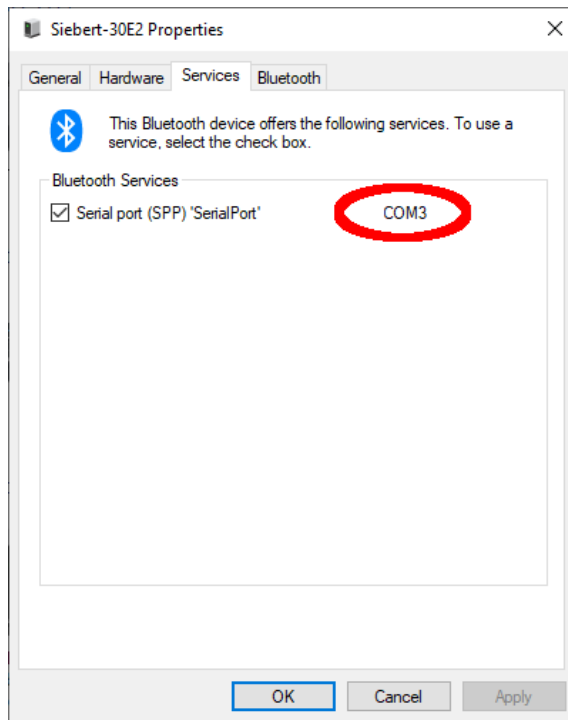 Siebert-30E2 Properties
General Hardware Services Bluetooth
This Bluetooth device offers the following services. To use a
service, select the check box.
Bluetooth Services
Serial port (SPP) 'SerialPort' COM3
OK Cancel Apply